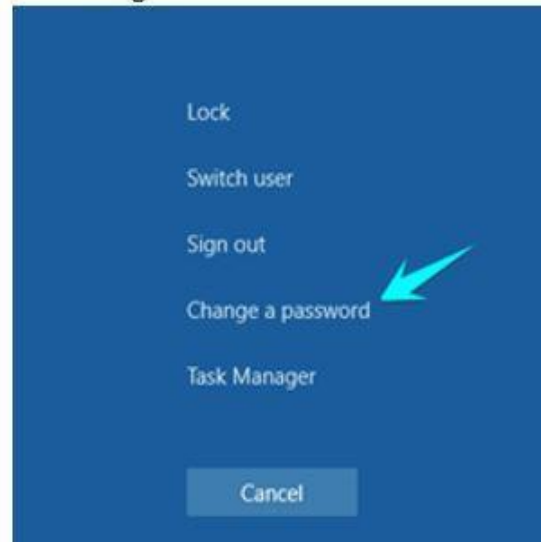 Lock
Switch user
Sign out
Change a password
Task Manager
Cancel